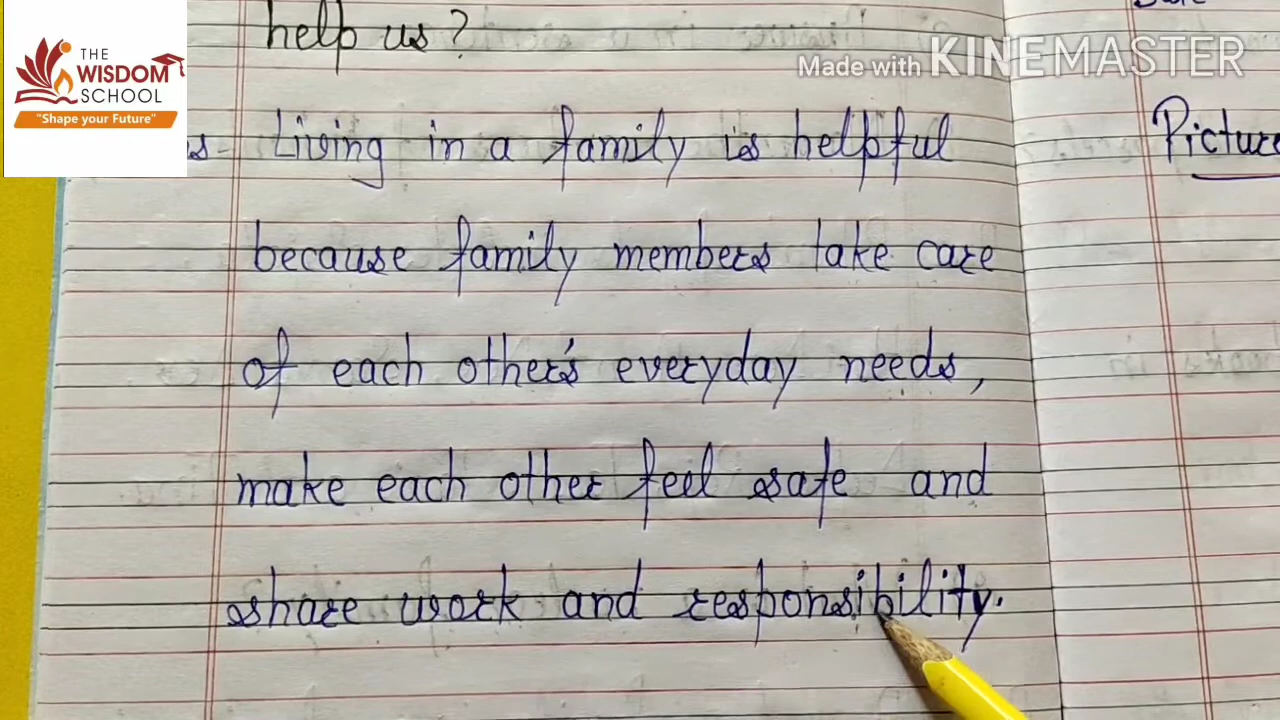 help us?
THE
WISDOM
SCHOOL
"Shape your Future"
Made with KINEMASTER
Picture
Living in a family is helpful
because family members take care
of each other's everyday needs,
make each other feel safe and
share work and responsibility.